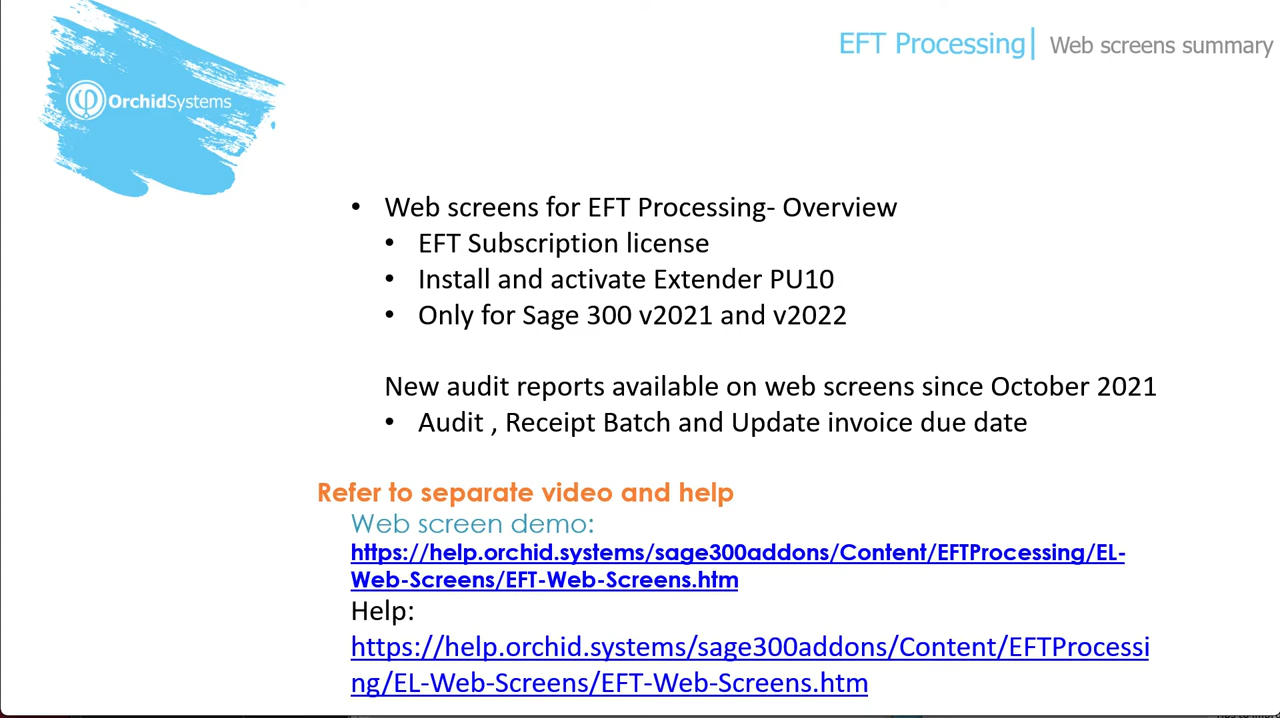 OrchidSystems
EFT Processing| Web screens summary
• Web screens for EFT Processing- Overview
• EFT Subscription license
• Install and activate Extender PU10
• Only for Sage 300 v2021 and v2022
New audit reports available on web screens since October 2021
• Audit , Receipt Batch and Update invoice due date
Refer to separate video and help
Web screen demo:
https://help.orchid.systems/sage300addons/Content/EFTProcessing/EL-
Web-Screens/EFT-Web-Screens.htm
Help:
https://help.orchid.systems/sage300addons/Content/EFTProcessi
ng/EL-Web-Screens/EFT-Web-Screens.htm